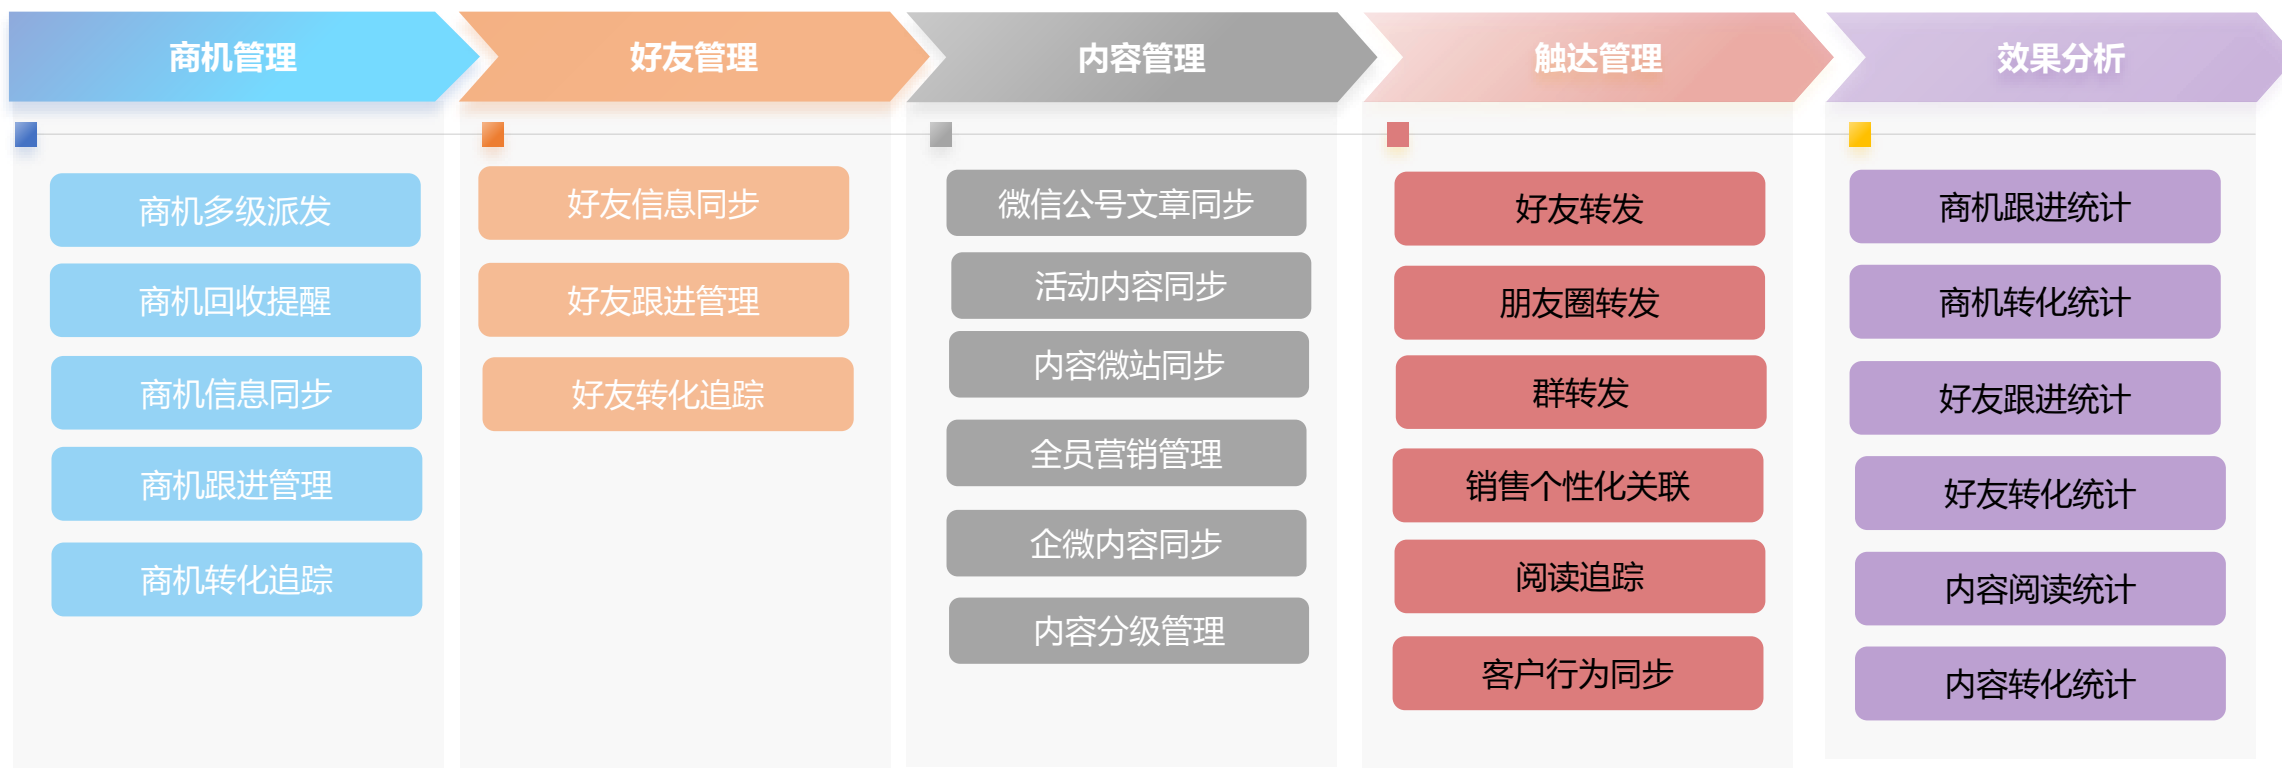 商机管理
好友管理
内容管理
触达管理
效果分析
商机多级派发
商机回收提醒
商机信息同步
商机跟进管理
商机转化追踪
好友信息同步
好友跟进管理
好友转化追踪
微信公号文章同步
活动内容同步
内容微站同步
全员营销管理
企微内容同步
内容分级管理
好友转发
朋友圈转发
群转发
销售个性化关联
阅读追踪
客户行为同步
商机跟进统计
商机转化统计
好友跟进统计
好友转化统计
内容阅读统计
内容转化统计